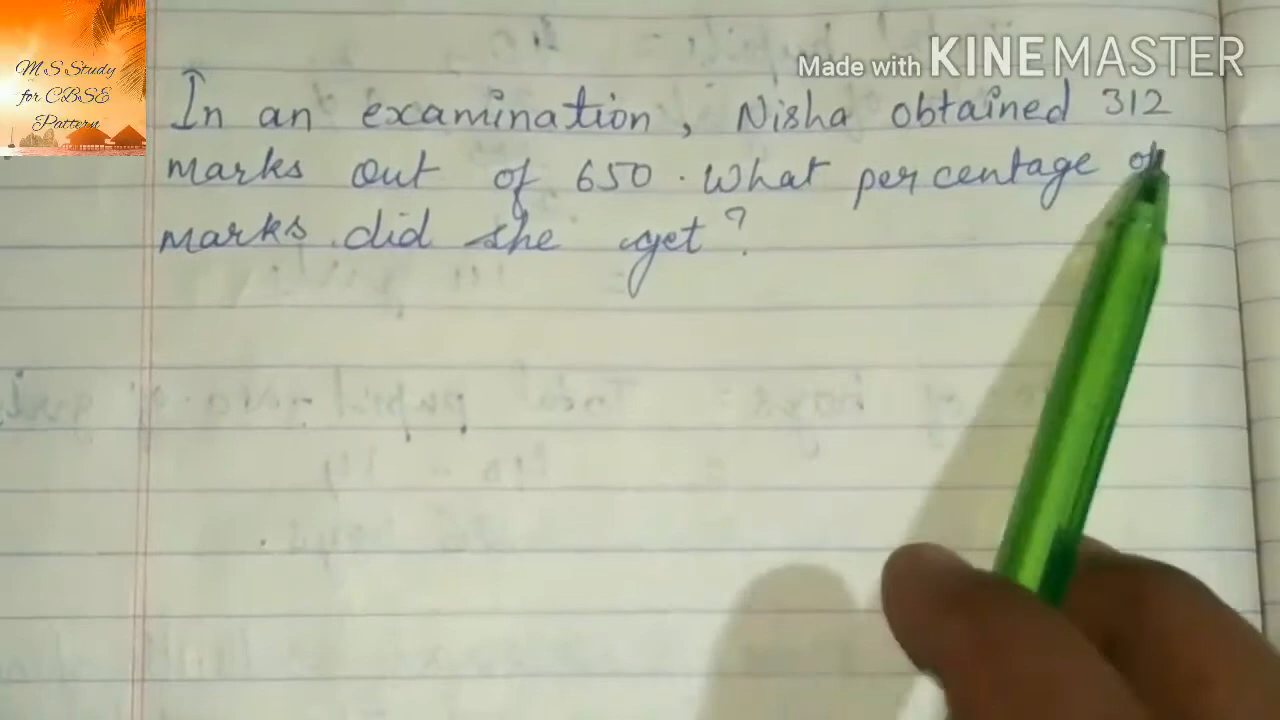 M.S Study
for CBSE
Pattern
Made with KINEMASTER
In an examination, Nisha obtained 312
marks out of 650. What percentage of
marks did she get?